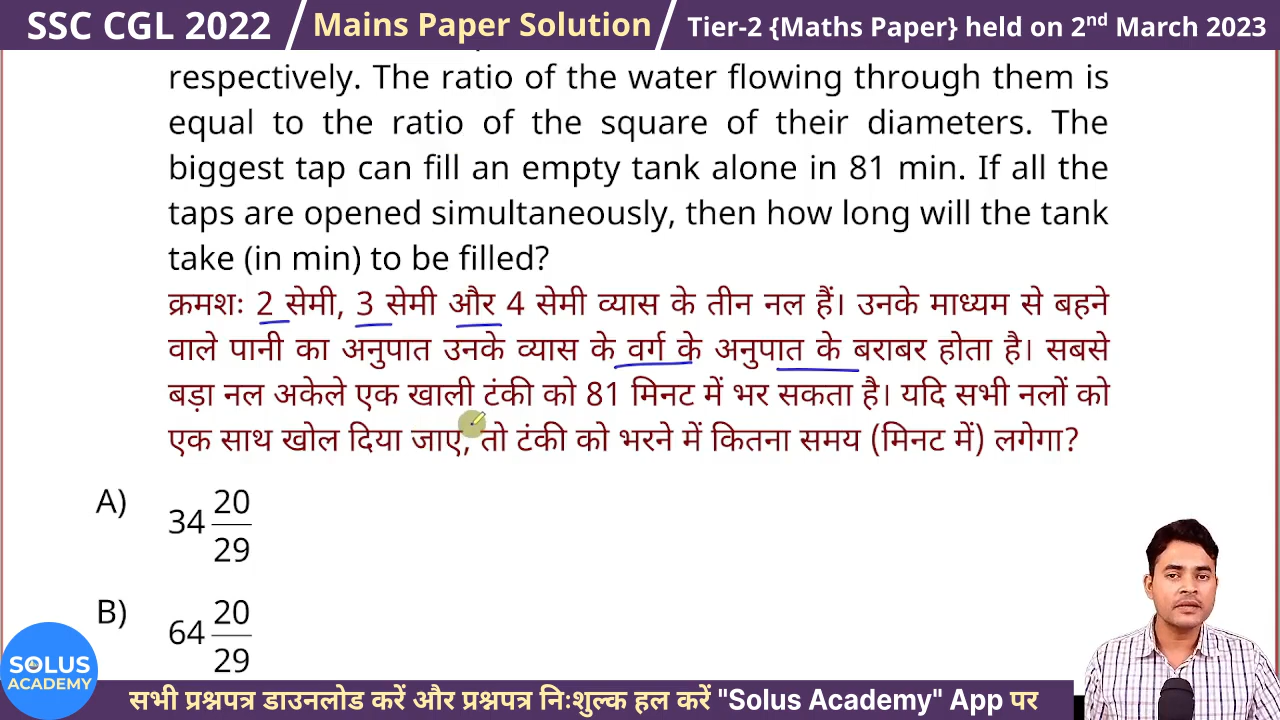 SSC CGL 2022 Mains Paper Solution Tier-2 {Maths Paper} held on 2nd March 2023
respectively. The ratio of the water flowing through them is
equal to the ratio of the square of their diameters. The
biggest tap can fill an empty tank alone in 81 min. If all the
taps are opened simultaneously, then how long will the tank
take (in min) to be filled?
क्रमशः 2 सेमी, 3 सेमी और 4 सेमी व्यास के तीन नल हैं। उनके माध्यम से बहने
वाले पानी का अनुपात उनके व्यास के वर्ग के अनुपात के बराबर होता है। सबसे
बड़ा नल अकेले एक खाली टंकी को 81 मिनट में भर सकता है। यदि सभी नलों को
एक साथ खोल दिया जाए, तो टंकी को भरने में कितना समय (मिनट में) लगेगा?
A) 34 20/29
B) 64 20/29
SOLUS
ACADEMY
सभी प्रश्नपत्र डाउनलोड करें और प्रश्नपत्र निःशुल्क हल करें "Solus Academy" App पर